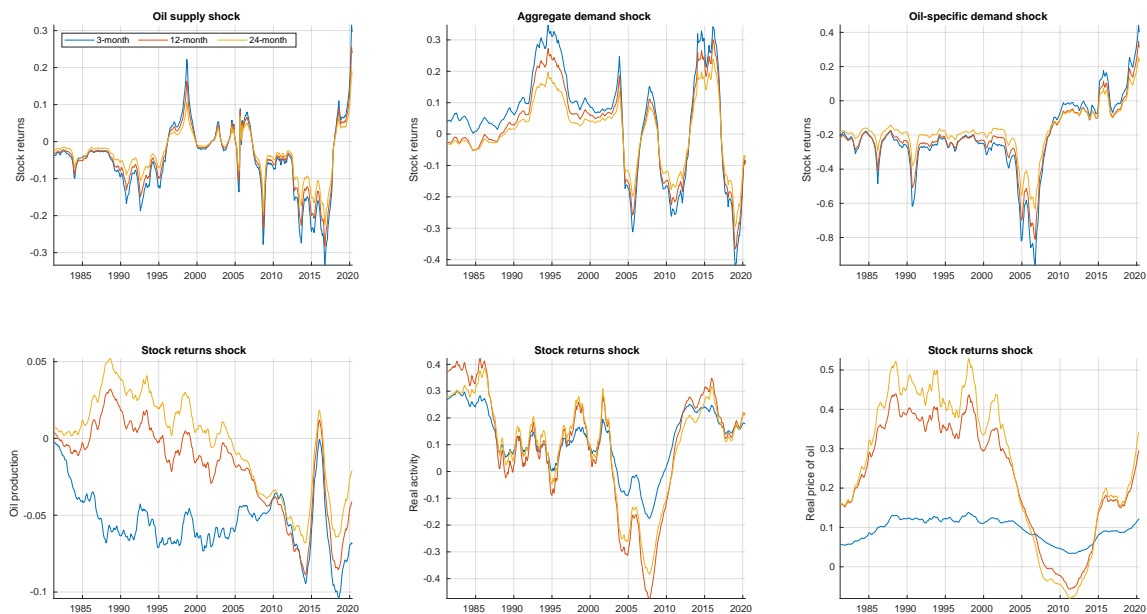 Oil supply shock
Stock returns
0.3
0.2
0.1
0
-0.1
-0.2
-0.3
3-month 12-month 24-month
1985 1990 1995 2000 2005 2010 2015 2020
Aggregate demand shock
Stock returns
0.3
0.2
0.1
0
-0.1
-0.2
-0.3
-0.4
1985 1990 1995 2000 2005 2010 2015 2020
Oil-specific demand shock
Stock returns
0.4
0.2
0
-0.2
-0.4
-0.6
-0.8
1985 1990 1995 2000 2005 2010 2015 2020
Stock returns shock
Oil production
0.05
0
-0.05
-0.1
1985 1990 1995 2000 2005 2010 2015 2020
Stock returns shock
Real activity
0.4
0.3
0.2
0.1
0
-0.1
-0.2
-0.3
-0.4
1985 1990 1995 2000 2005 2010 2015 2020
Stock returns shock
Real price of oil
0.5
0.4
0.3
0.2
0.1
0
1985 1990 1995 2000 2005 2010 2015 2020